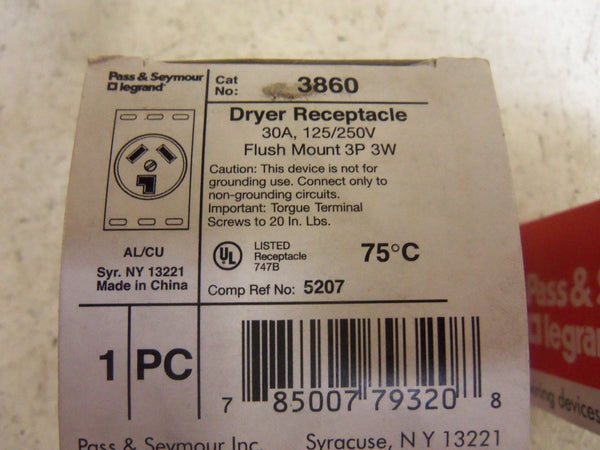 Pass & Seymour
legrand
Cat
No: 3860
Dryer Receptacle
30A, 125/250V
Flush Mount 3P 3W
Caution: This device is not for
grounding use. Connect only to
non-grounding circuits.
Important: Torgue Terminal
Screws to 20 In. Lbs.
UL
LISTED
Receptacle
747B
75°C
Comp Ref No: 5207
AL/CU
Syr. NY 13221
Made in China
1 PC
7 85007 79320 8
Pass & Seymour Inc. Syracuse, N Y 13221
Pass &
legran
devices